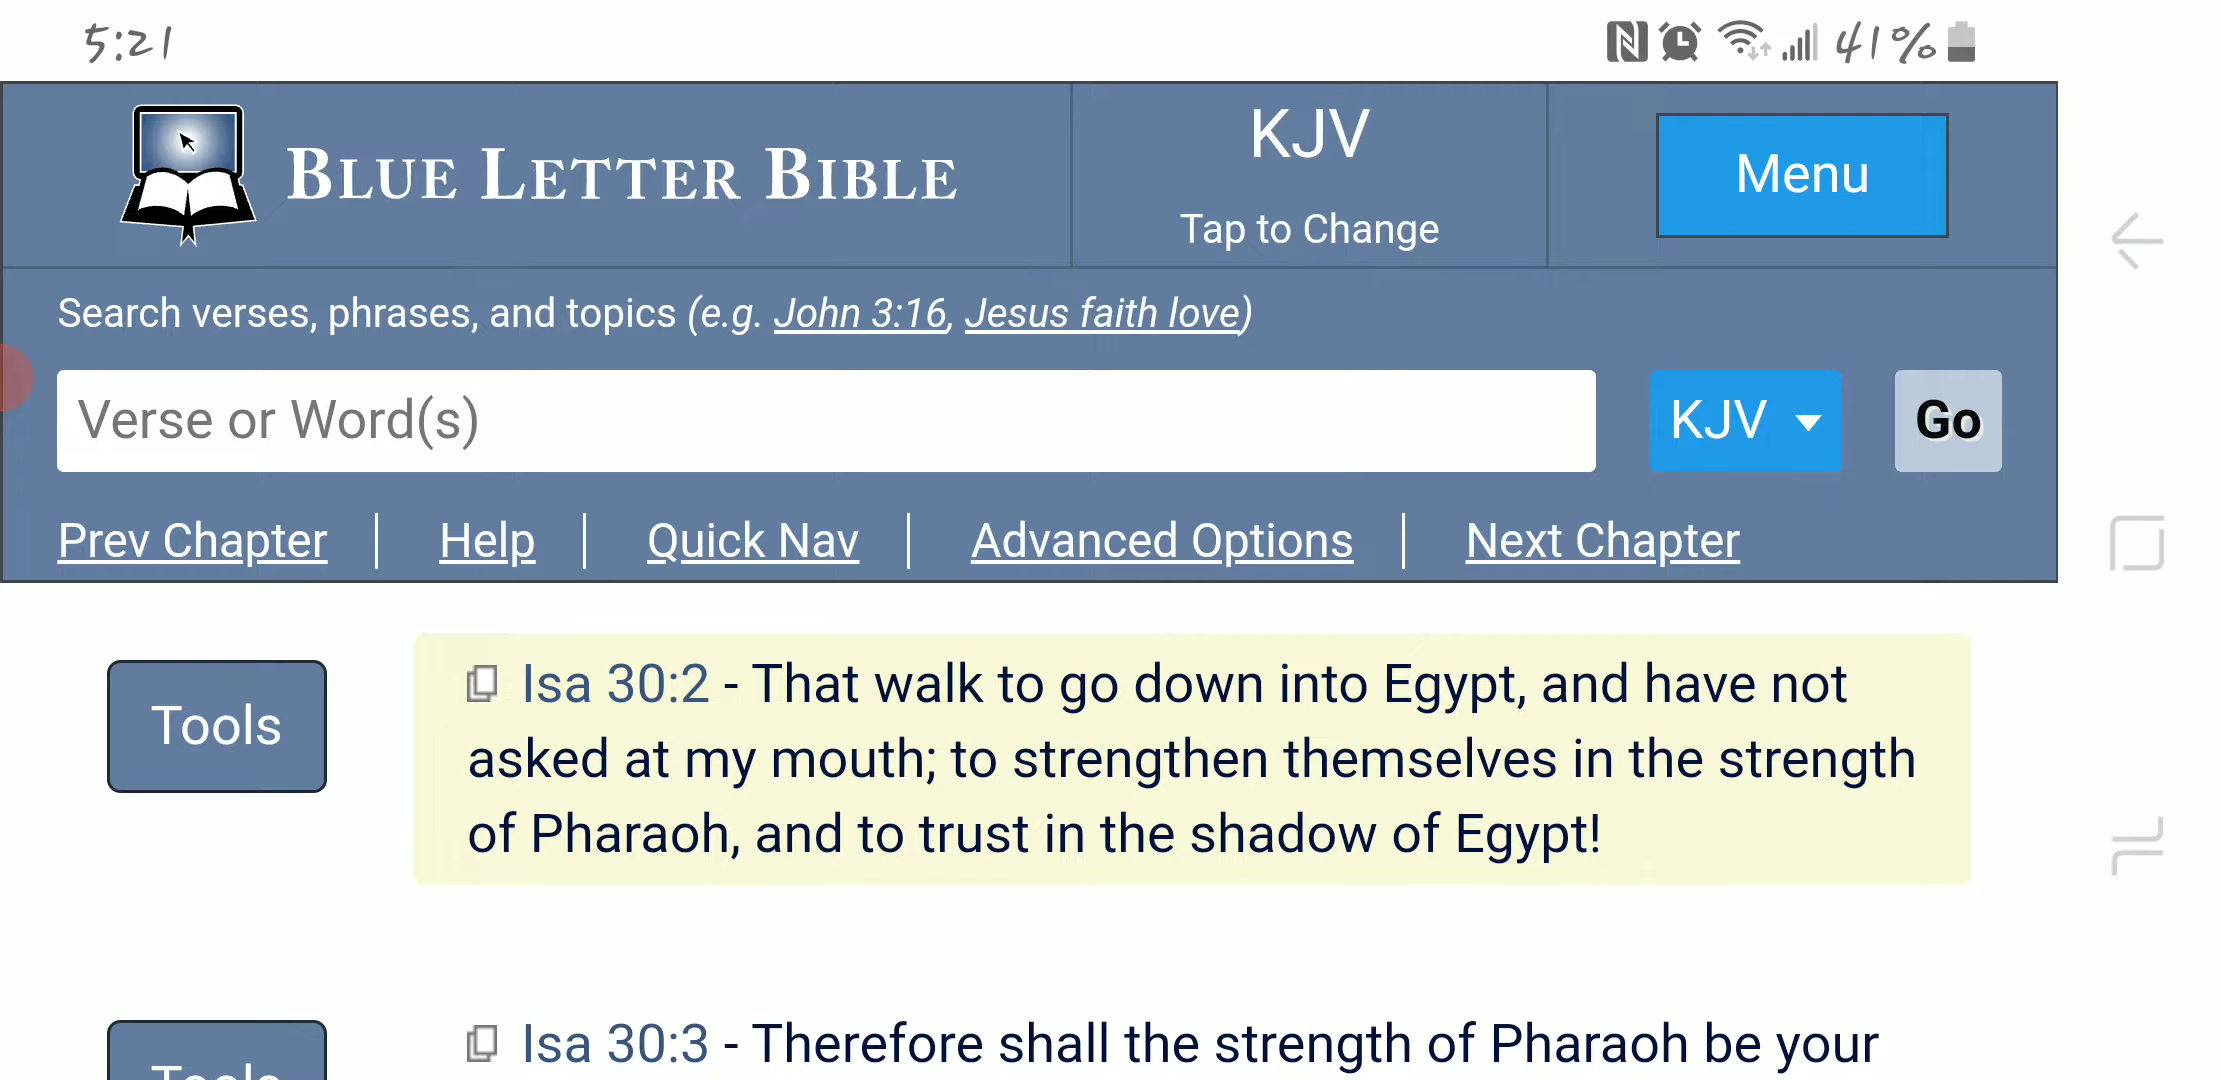 5:21 41%
BLUE LETTER BIBLE KJV Menu
Tap to Change
Search verses, phrases, and topics (e.g. John 3:16, Jesus faith love)
Verse or Word(s) KJV Go
Prev Chapter | Help | Quick Nav | Advanced Options | Next Chapter
Tools
Isa 30:2 - That walk to go down into Egypt, and have not
asked at my mouth; to strengthen themselves in the strength
of Pharaoh, and to trust in the shadow of Egypt!
Tools
Isa 30:3 - Therefore shall the strength of Pharaoh be your